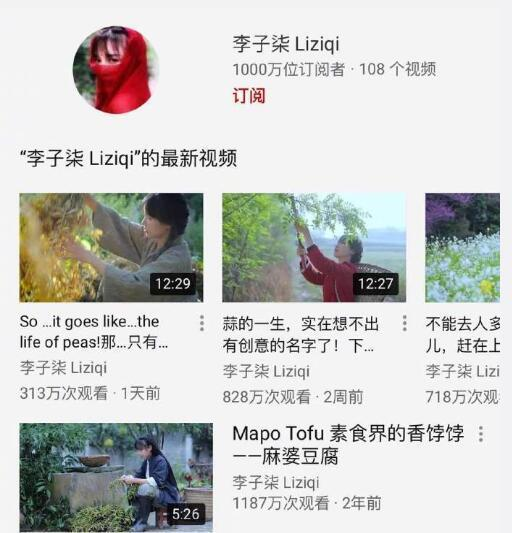 李子柒 Liziqi
1000万位订阅者 · 108 个视频
订阅
“李子柒 Liziqi”的最新视频
12:29
So ...it goes like...the
life of peas!那...只有...
李子柒 Liziqi
313万次观看 · 1天前
12:27
蒜的一生，实在想不出
有创意的名字了！下...
李子柒 Liziqi
828万次观看 · 2周前
不能去人多
儿，赶在上
李子柒 Liz
718万次观
5:26
Mapo Tofu 素食界的香饽饽
——麻婆豆腐
李子柒 Liziqi
1187万次观看 · 2年前